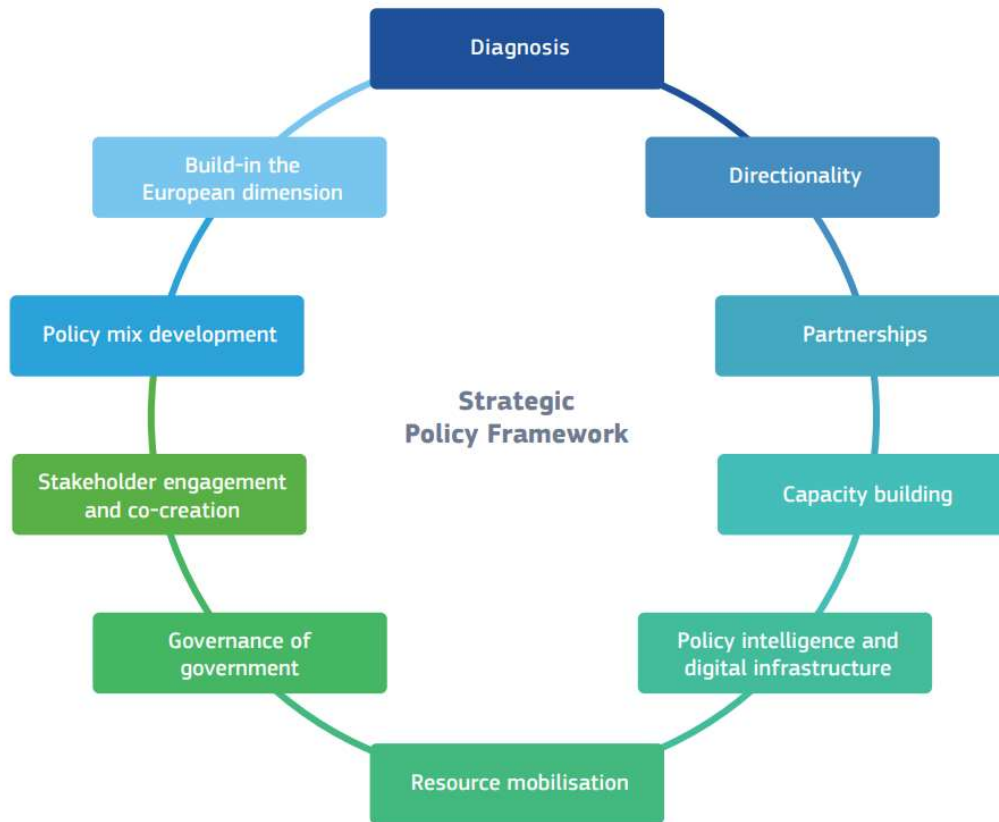 Diagnosis
Build-in the
European dimension
Directionality
Policy mix development
Partnerships
Strategic
Policy Framework
Stakeholder engagement
and co-creation
Capacity building
Governance of
government
Policy intelligence and
digital infrastructure
Resource mobilisation